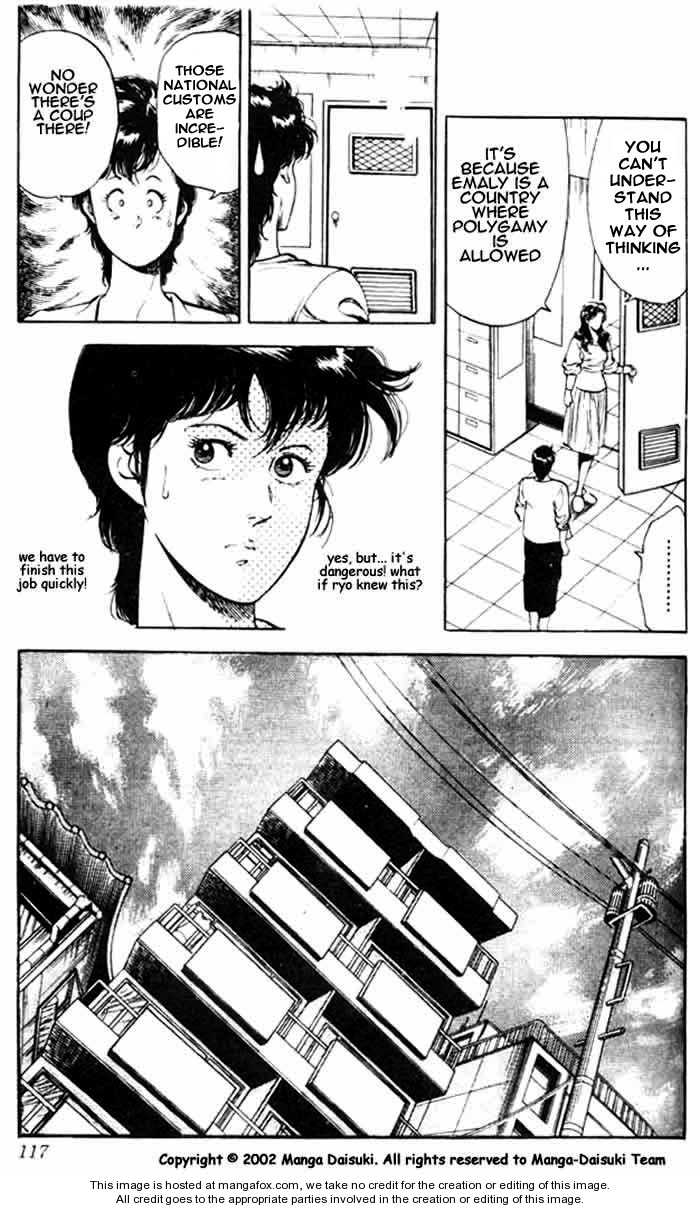 YOU
CAN'T
UNDER-
STAND
THIS
WAY OF
THINKING
...
IT'S
BECAUSE
EMALY IS A
COUNTRY
WHERE
POLYGAMY
IS
ALLOWED
..........
THOSE
NATIONAL
CUSTOMS
ARE
INCRE-
DIBLE!
NO
WONDER
THERE'S
A COUP
THERE!
yes, but... it's
dangerous! what
if ryo knew this?
we have to
finish this
job quickly!
117
Copyright © 2002 Manga Daisuki. All rights reserved to Manga-Daisuki Team
This image is hosted at mangafox.com, we take no credit for the creation or editing of this image.
All credit goes to the appropriate parties involved in the creation or editing of this image.